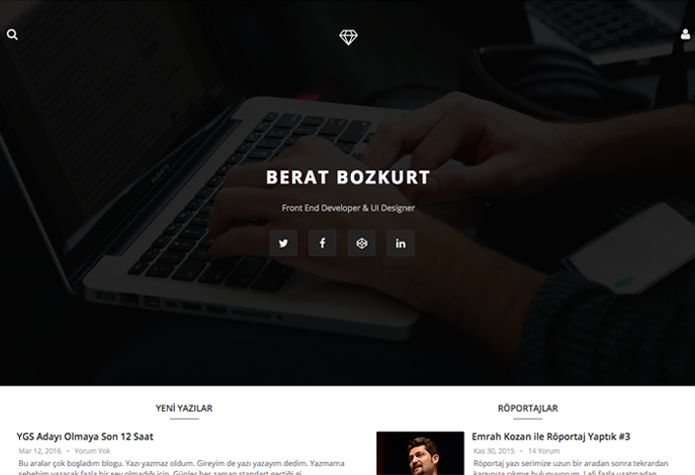 BERAT BOZKURT
Front End Developer & UI Designer
YENİ YAZILAR
YGS Adayı Olmaya Son 12 Saat
Mar 12, 2016 • Yorum Yok
Bu aralar çok boşladım blogu. Yazı yazmaz oldum. Gireyim de yazı yazayım dedim. Yazmama
sebebim yazacak fazla bir şey olmadığı için. Günler her zaman standart geçtiği gi
RÖPORTAJLAR
Emrah Kozan ile Röportaj Yaptık #3
Kas 30, 2015 • 14 Yorum
Röportaj yazı serimize uzun bir aradan sonra tekrardan
karşınıza çıkmış bulunuyorum. Lafı fazla uzatmadan